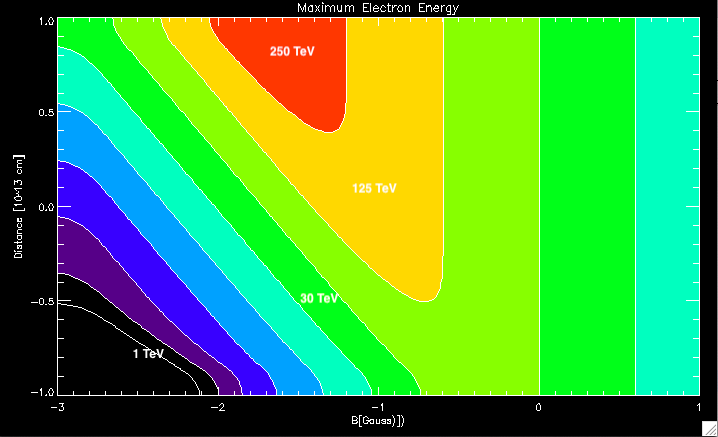 Maximum Electron Energy
1.0
250 TeV
0.5
125 TeV
0.0
Distance [10^13 cm]
30 TeV
-0.5
1 TeV
-1.0
-3 -2 -1 0 1
B[Gauss)])